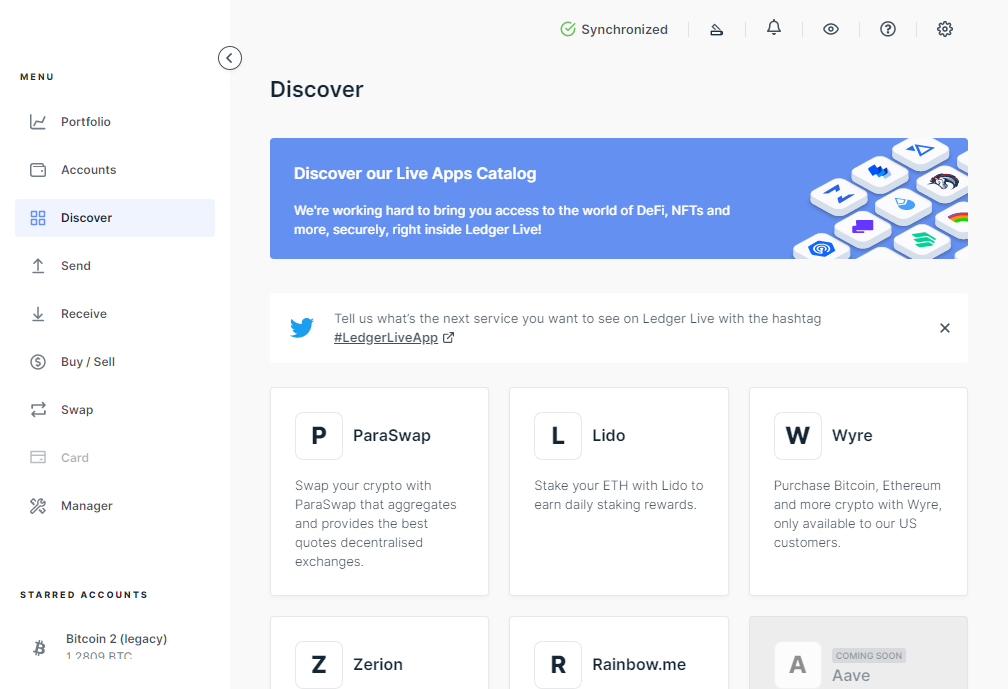 Synchronized
MENU
Discover
Portfolio
Accounts
Discover
Send
Receive
Buy / Sell
Swap
Card
Manager
STARRED ACCOUNTS
Bitcoin 2 (legacy)
1.2809 BTC
Discover our Live Apps Catalog
We're working hard to bring you access to the world of DeFi, NFTs and
more, securely, right inside Ledger Live!
Tell us what's the next service you want to see on Ledger Live with the hashtag
#LedgerLiveApp
P ParaSwap
Swap your crypto with
ParaSwap that aggregates
and provides the best
quotes decentralised
exchanges.
L Lido
Stake your ETH with Lido to
earn daily staking rewards.
W Wyre
Purchase Bitcoin, Ethereum
and more crypto with Wyre,
only available to our US
customers.
Z Zerion
R Rainbow.me
COMING SOON
A Aave